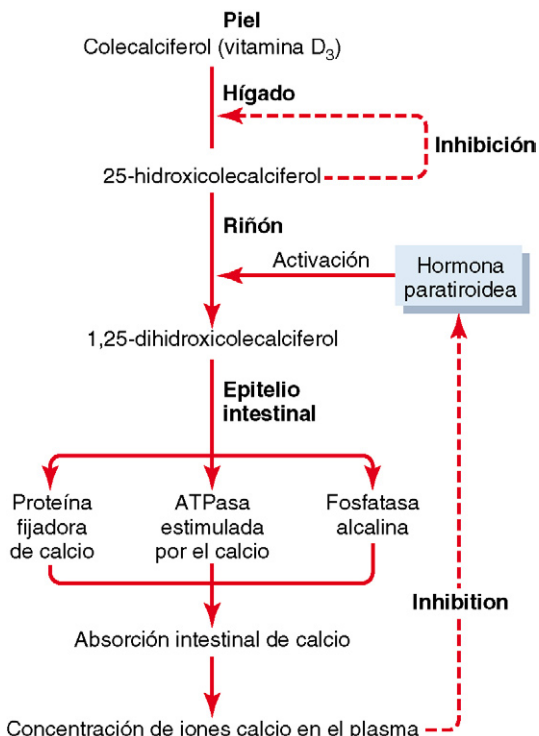 Piel
Colecalciferol (vitamina D3)
Hígado
Inhibición
25-hidroxicolecalciferol
Riñón
Activación
Hormona
paratiroidea
1,25-dihidroxicolecalciferol
Epitelio
intestinal
Proteína
fijadora
de calcio
ATPasa
estimulada
por el calcio
Fosfatasa
alcalina
Inhibition
Absorción intestinal de calcio
Concentración de iones calcio en el plasma